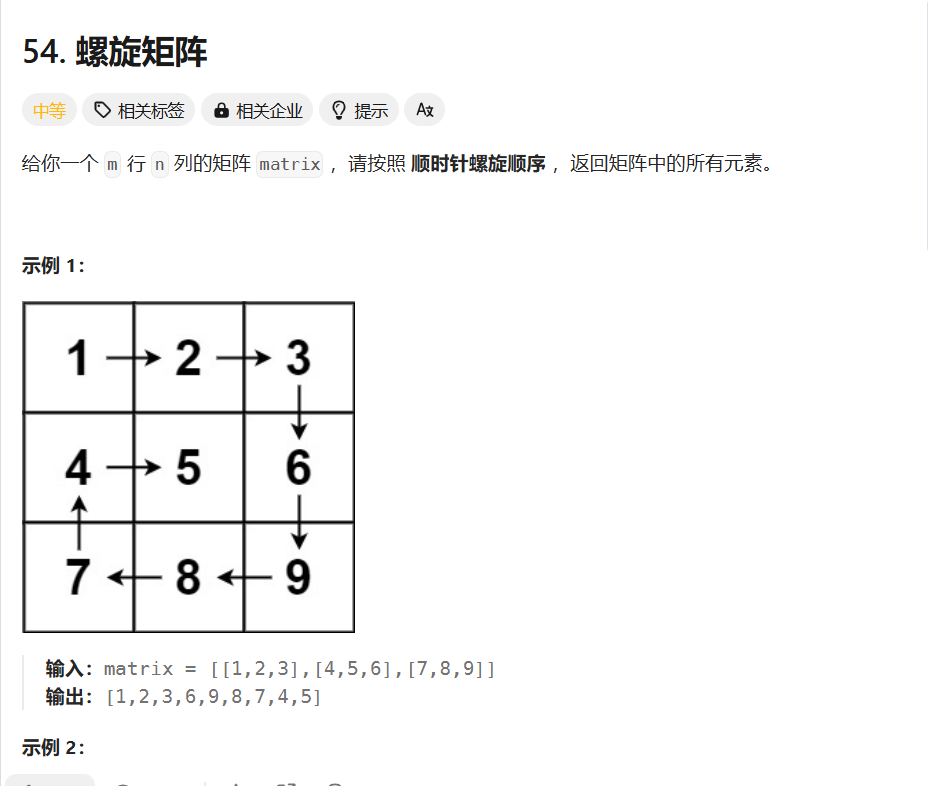 54. 螺旋矩阵
中等 相关标签 相关企业 提示 Az
给你一个 m 行 n 列的矩阵 matrix ，请按照 顺时针螺旋顺序 ，返回矩阵中的所有元素。
示例 1：
1 2 3
4 5 6
7 8 9
输入：matrix = [[1,2,3],[4,5,6],[7,8,9]]
输出：[1,2,3,6,9,8,7,4,5]
示例 2：